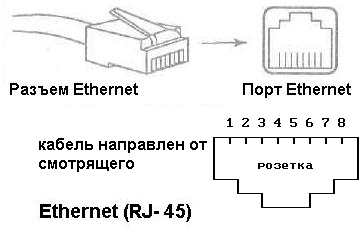 Разъем Ethernet
Порт Ethernet
1 2 3 4 5 6 7 8
кабель направлен от
смотрящего
розетка
Ethernet (RJ- 45)